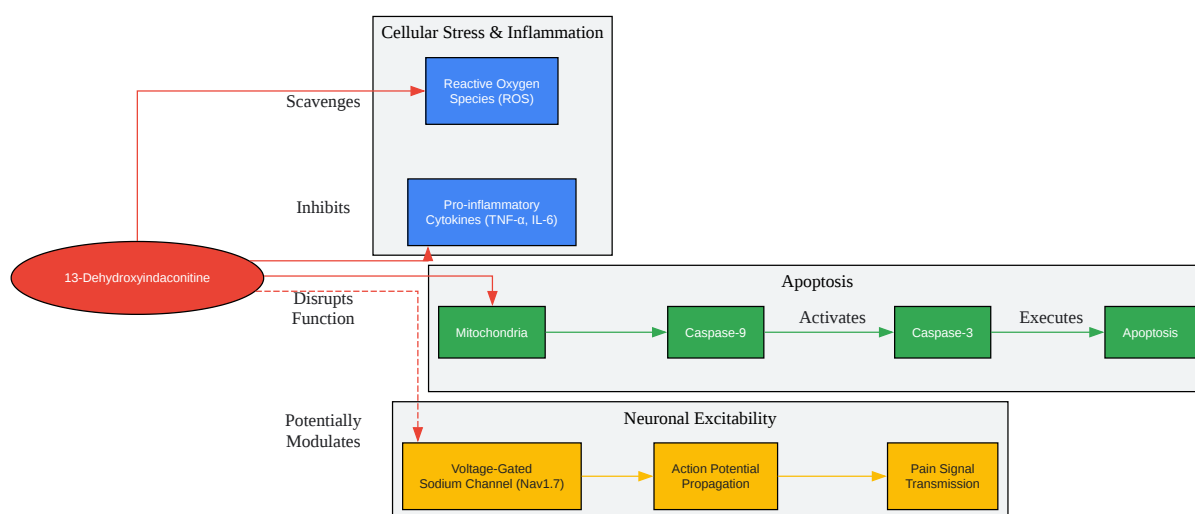 Cellular Stress & Inflammation
Reactive Oxygen
Species (ROS)
Scavenges
Pro-inflammatory
Cytokines (TNF-α, IL-6)
Inhibits
13-Dehydroxyindaconitine
Disrupts
Function
Apoptosis
Mitochondria
Caspase-9
Activates
Caspase-3
Executes
Apoptosis
Potentially
Modulates
Neuronal Excitability
Voltage-Gated
Sodium Channel (Nav1.7)
Action Potential
Propagation
Pain Signal
Transmission